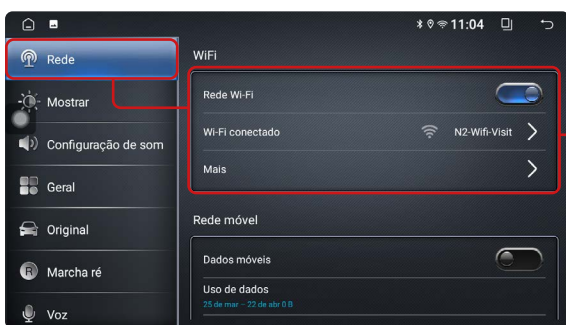 11:04
Rede
Mostrar
Configuração de som
Geral
Original
R Marcha ré
Voz
WiFi
Rede Wi-Fi
Wi-Fi conectado N2-Wifi-Visit
Mais
Rede móvel
Dados móveis
Uso de dados
25 de mar – 22 de abr 0 B